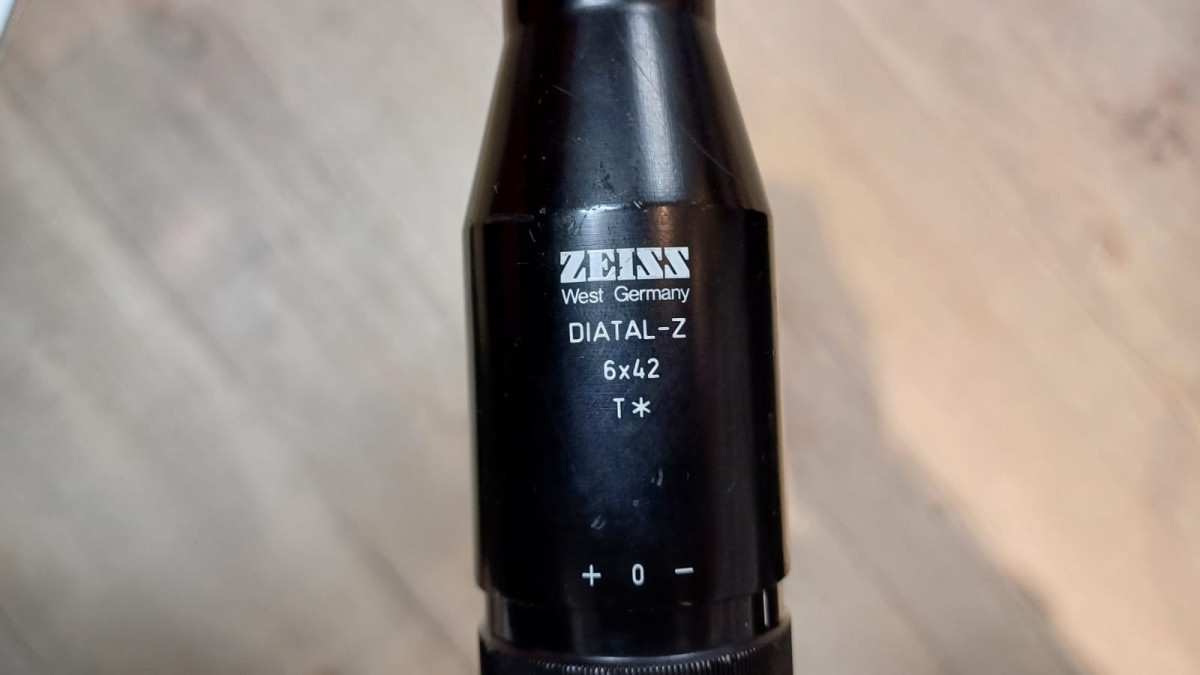 ZEISS
West Germany
DIATAL-Z
6x42
T*
+ 0 -